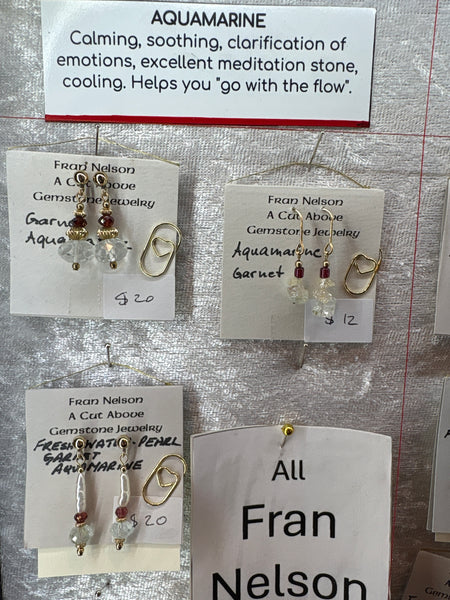 AQUAMARINE
Calming, soothing, clarification of
emotions, excellent meditation stone,
cooling. Helps you "go with the flow".
Fran Nelson
A Cut Above
Gemstone Jewelry
Garnet
Aquamarine
$20
Fran Nelson
A Cut Above
Gemstone Jewelry
Aquamarine
Garnet
$12
Fran Nelson
A Cut Above
Gemstone Jewelry
FRESHWATER-PEARL
GARNET
AQUAMARINE
$20
All
Fran
Nelson